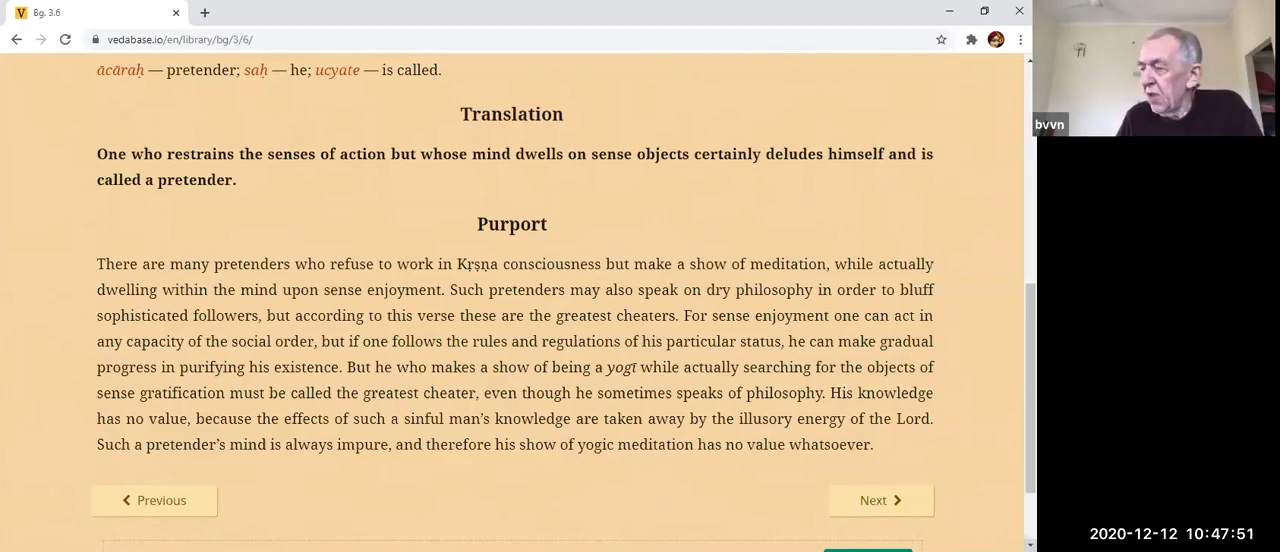 Bg. 3.6
vedabase.io/en/library/bg/3/6/
ācāraḥ — pretender; saḥ — he; ucyate — is called.
Translation
One who restrains the senses of action but whose mind dwells on sense objects certainly deludes himself and is
called a pretender.
Purport
There are many pretenders who refuse to work in Kṛṣṇa consciousness but make a show of meditation, while actually
dwelling within the mind upon sense enjoyment. Such pretenders may also speak on dry philosophy in order to bluff
sophisticated followers, but according to this verse these are the greatest cheaters. For sense enjoyment one can act in
any capacity of the social order, but if one follows the rules and regulations of his particular status, he can make gradual
progress in purifying his existence. But he who makes a show of being a yogī while actually searching for the objects of
sense gratification must be called the greatest cheater, even though he sometimes speaks of philosophy. His knowledge
has no value, because the effects of such a sinful man’s knowledge are taken away by the illusory energy of the Lord.
Such a pretender’s mind is always impure, and therefore his show of yogic meditation has no value whatsoever.
Previous
Next
bvvn
2020-12-12 10:47:51